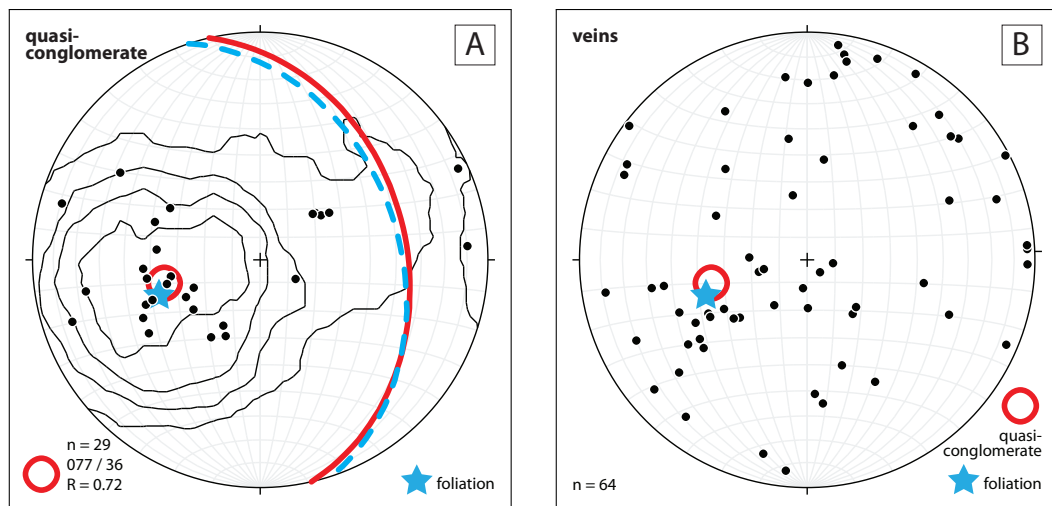 quasi-
conglomerate
A
n = 29
077 / 36
R = 0.72
foliation
veins
B
n = 64
quasi-
conglomerate
foliation